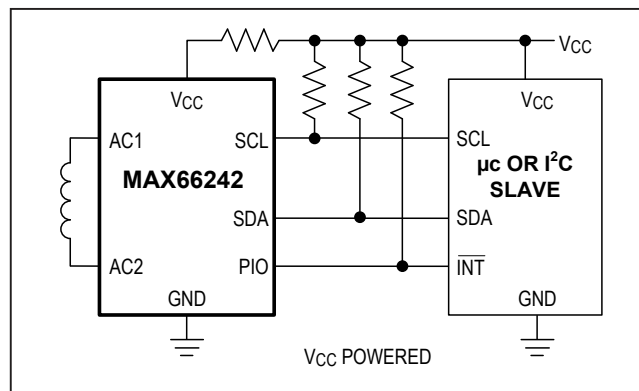 VCC
VCC
VCC
AC1
SCL
SCL
MAX66242
µc OR I²C
SLAVE
SDA
SDA
AC2
PIO
INT
GND
GND
VCC POWERED